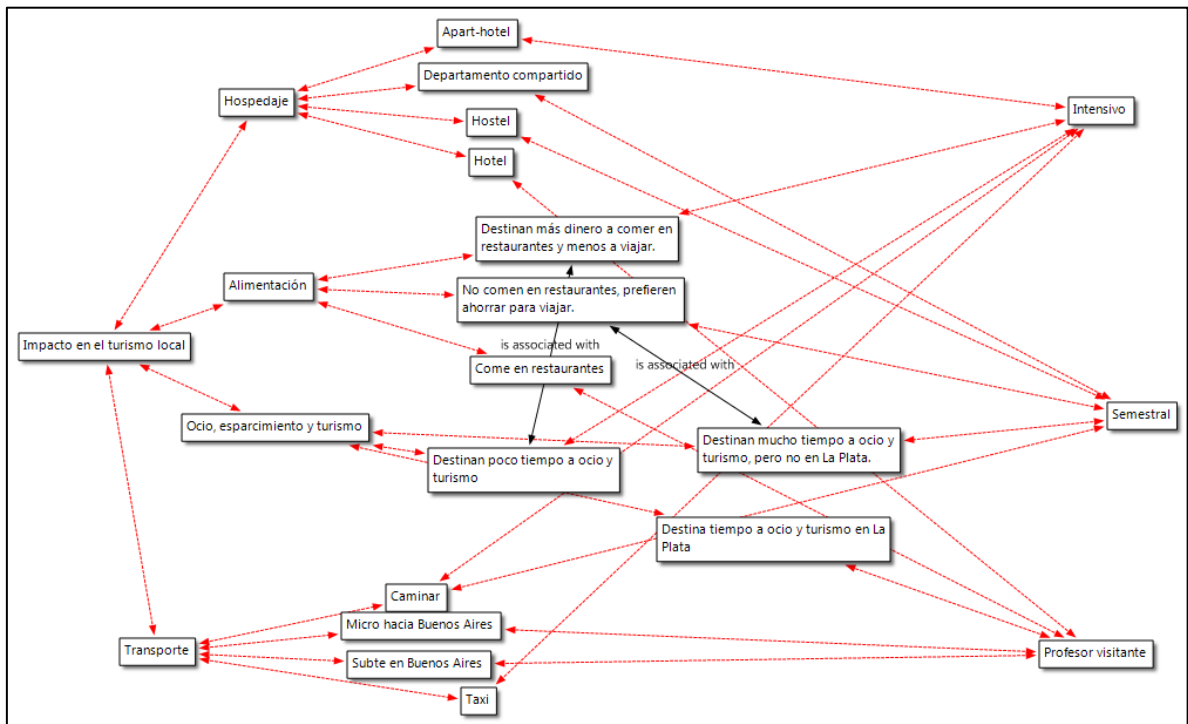 Apart-hotel
Departamento compartido
Hospedaje
Intensivo
Hostel
Hotel
Destinan más dinero a comer en
restaurantes y menos a viajar.
Alimentación
No comen en restaurantes, prefieren
ahorrar para viajar.
Impacto en el turismo local
is associated with
Come en restaurantes
is associated with
Semestral
Ocio, esparcimiento y turismo
Destinan mucho tiempo a ocio y
turismo, pero no en La Plata.
Destinan poco tiempo a ocio y
turismo
Destina tiempo a ocio y turismo en La
Plata
Caminar
Micro hacia Buenos Aires
Transporte
Subte en Buenos Aires
Profesor visitante
Taxi